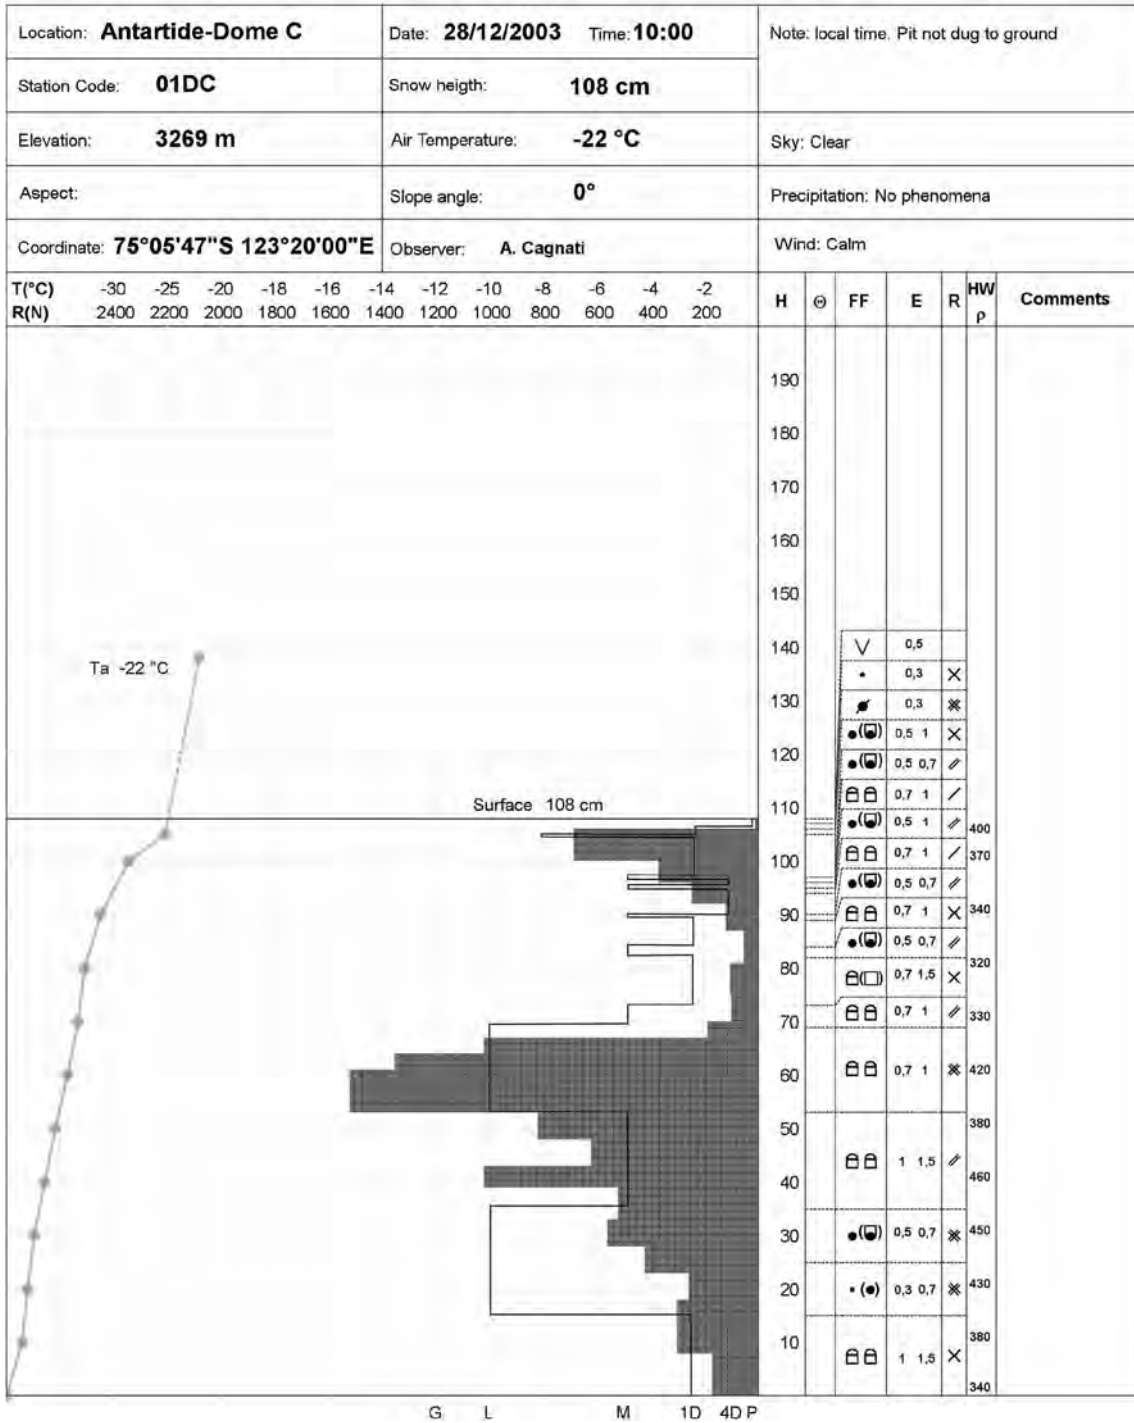 Location: Antartide-Dome C
Date: 28/12/2003 Time: 10:00
Note: local time. Pit not dug to ground
Station Code: 01DC
Snow heigth: 108 cm
Elevation: 3269 m
Air Temperature: -22 °C
Sky: Clear
Aspect:
Slope angle: 0°
Precipitation: No phenomena
Coordinate: 75°05'47"S 123°20'00"E
Observer: A. Cagnati
Wind: Calm
T(°C) -30 -25 -20 -18 -16 -14 -12 -10 -8 -6 -4 -2
R(N) 2400 2200 2000 1800 1600 1400 1200 1000 800 600 400 200
H Θ FF E R HW ρ Comments
190
180
170
160
150
140
130
120
110
100
90
80
70
60
50
40
30
20
10
Ta -22 "C
Surface 108 cm
0,5
0,3
0,3
0,5 1
0,5 0,7
0,7 1
0,5 1
0,7 1
0,5 0,7
0,7 1
0,5 0,7
0,7 1,5
0,7 1
0,7 1
1 1,5
0,5 0,7
0,3 0,7
1 1,5
400
370
340
320
330
420
380
460
450
430
380
340
G L M 1D 4D P